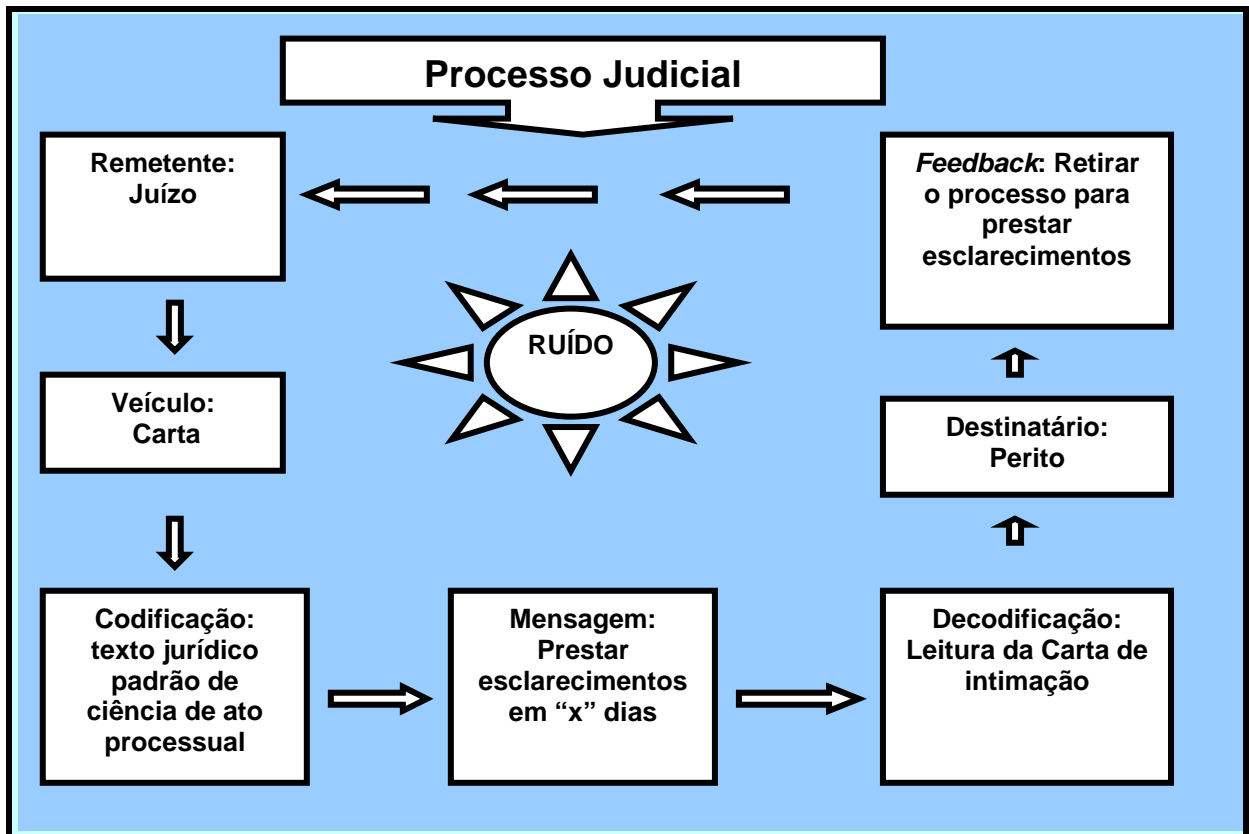 Processo Judicial
Remetente:
Juízo
Feedback: Retirar
o processo para
prestar
esclarecimentos
RUÍDO
Veículo:
Carta
Destinatário:
Perito
Codificação:
texto jurídico
padrão de
ciência de ato
processual
Mensagem:
Prestar
esclarecimentos
em “x” dias
Decodificação:
Leitura da Carta de
intimação